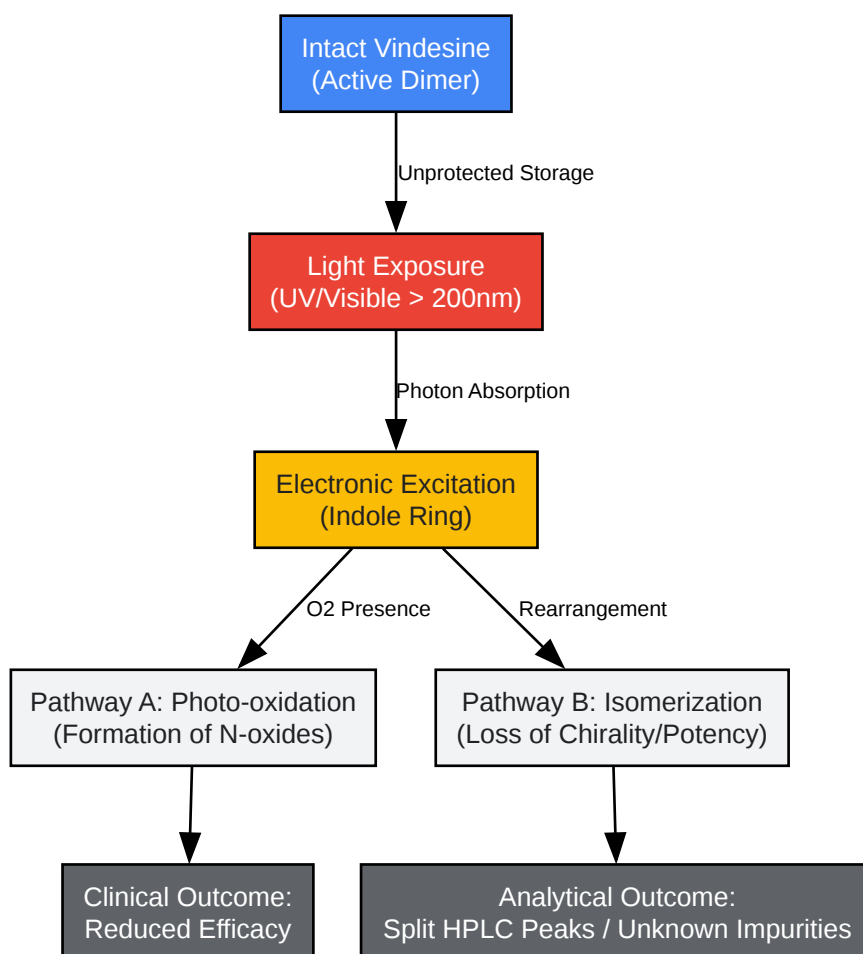 Intact Vindesine
(Active Dimer)
Unprotected Storage
Light Exposure
(UV/Visible > 200nm)
Photon Absorption
Electronic Excitation
(Indole Ring)
O2 Presence
Rearrangement
Pathway A: Photo-oxidation
(Formation of N-oxides)
Pathway B: Isomerization
(Loss of Chirality/Potency)
Clinical Outcome:
Reduced Efficacy
Analytical Outcome:
Split HPLC Peaks / Unknown Impurities